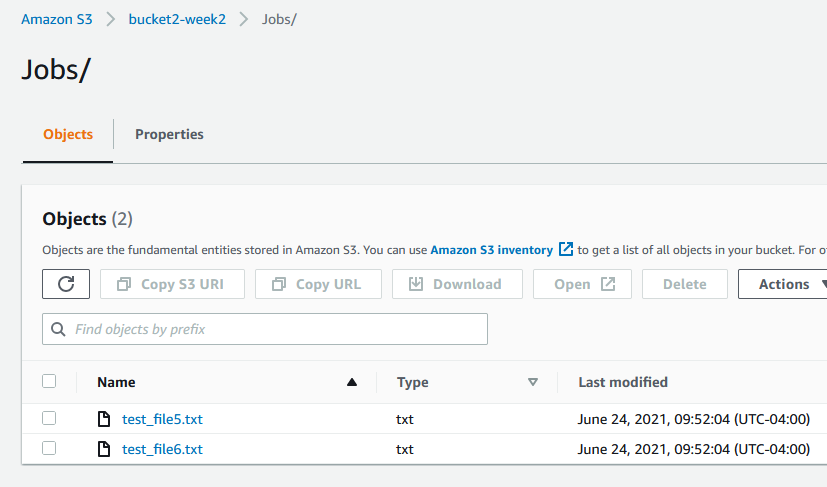 Amazon S3 > bucket2-week2 > Jobs/
Jobs/
Objects Properties
Objects (2)
Objects are the fundamental entities stored in Amazon S3. You can use Amazon S3 inventory to get a list of all objects in your bucket. For
Copy S3 URI Copy URL Download Open Delete Actions
Find objects by prefix
Name Type Last modified
test_file5.txt txt June 24, 2021, 09:52:04 (UTC-04:00)
test_file6.txt txt June 24, 2021, 09:52:04 (UTC-04:00)